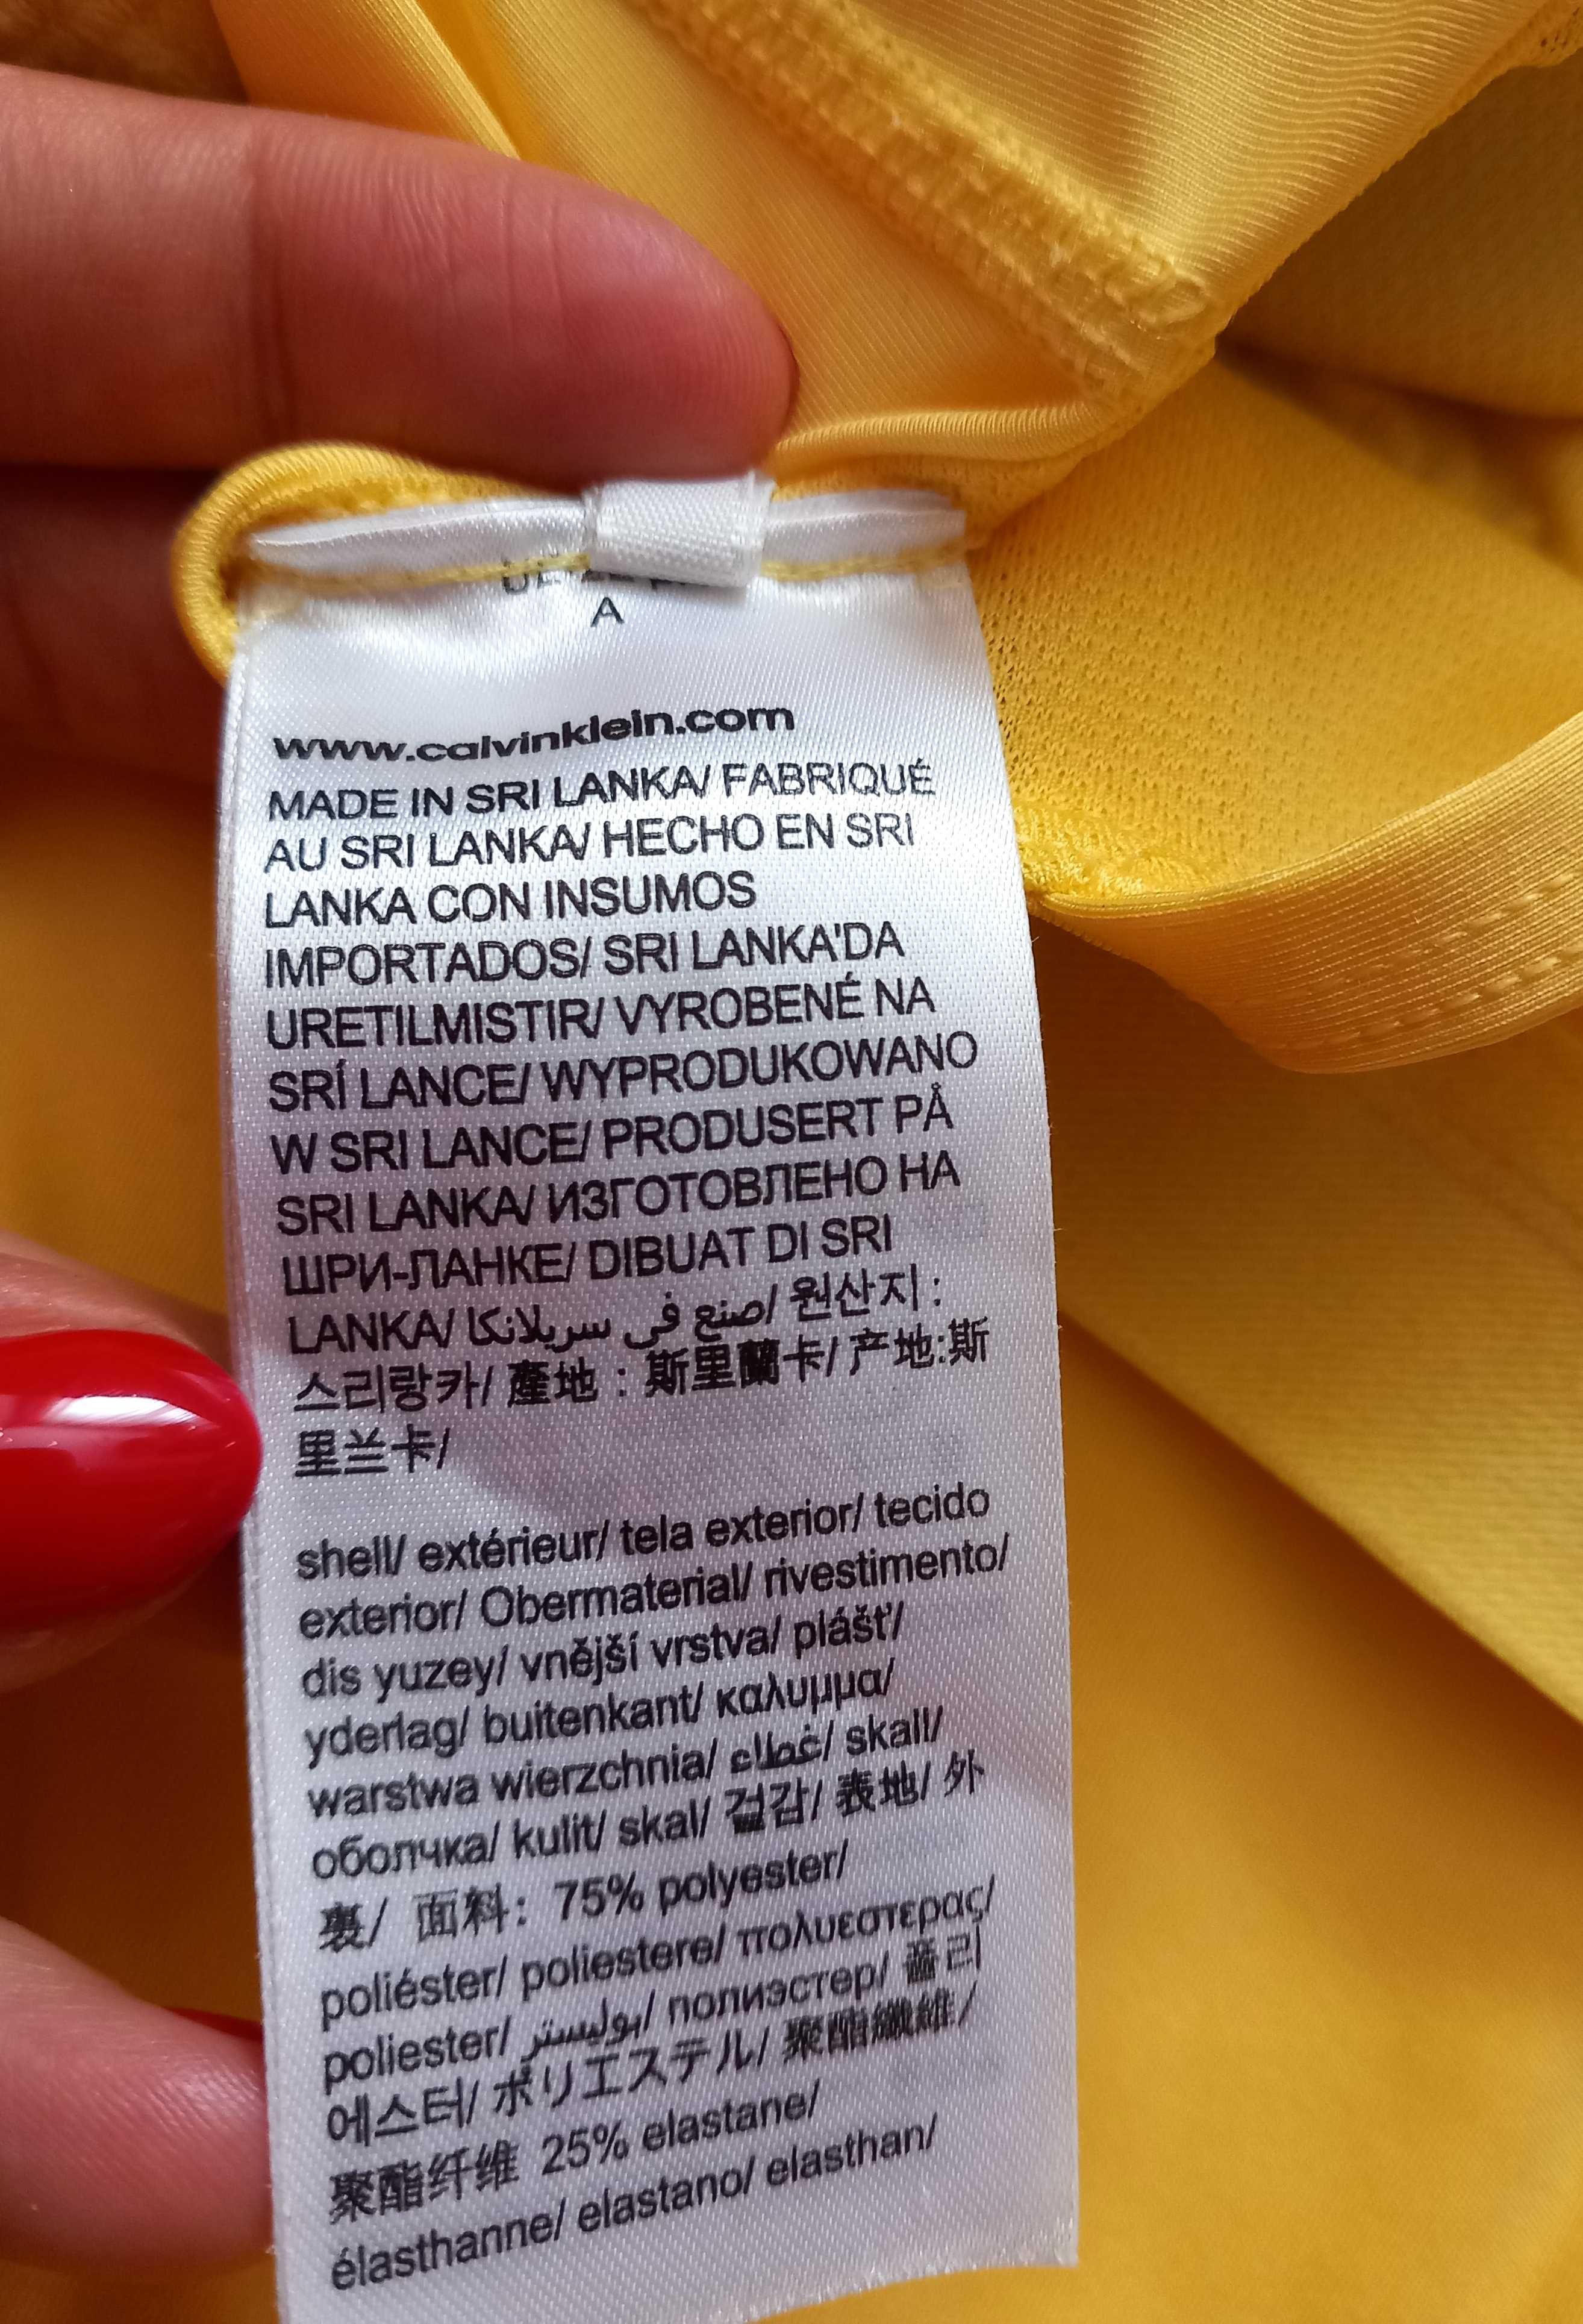 A
www.calvinklein.com
MADE IN SRI LANKA/ FABRIQUÉ
AU SRI LANKA/ HECHO EN SRI
LANKA CON INSUMOS
IMPORTADOS/ SRI LANKA'DA
URETILMISTIR/ VYROBENÉ NA
SRÍ LANCE/ WYPRODUKOWANO
W SRI LANCE/ PRODUSERT PÅ
SRI LANKA/ ИЗГОТОВЛЕНО НА
ШРИ-ЛАНКЕ/ DIBUAT DI SRI
LANKA/ صنع في سريلانكا/ 원산지 :
스리랑카/ 產地 : 斯里蘭卡/ 产地:斯
里兰卡/
shell/ extérieur/ tela exterior/ tecido
exterior/ Obermaterial/ rivestimento/
dis yuzey/ vnější vrstva/ plášť/
yderlag/ buitenkant/ καλυμμα/
warstwa wierzchnia/ غطاء/ skall/
оболчка/ kulit/ skal/ 겉감/ 表地/ 外
裏/ 面料: 75% polyester/
poliéster/ poliestere/ πολυεστερας/
poliester/ بوليستر/ полиэстер/ 폴리
에스터/ ポリエステル/ 聚酯纖維/
聚酯纤维 25% elastane/
élasthanne/ elastano/ elasthan/